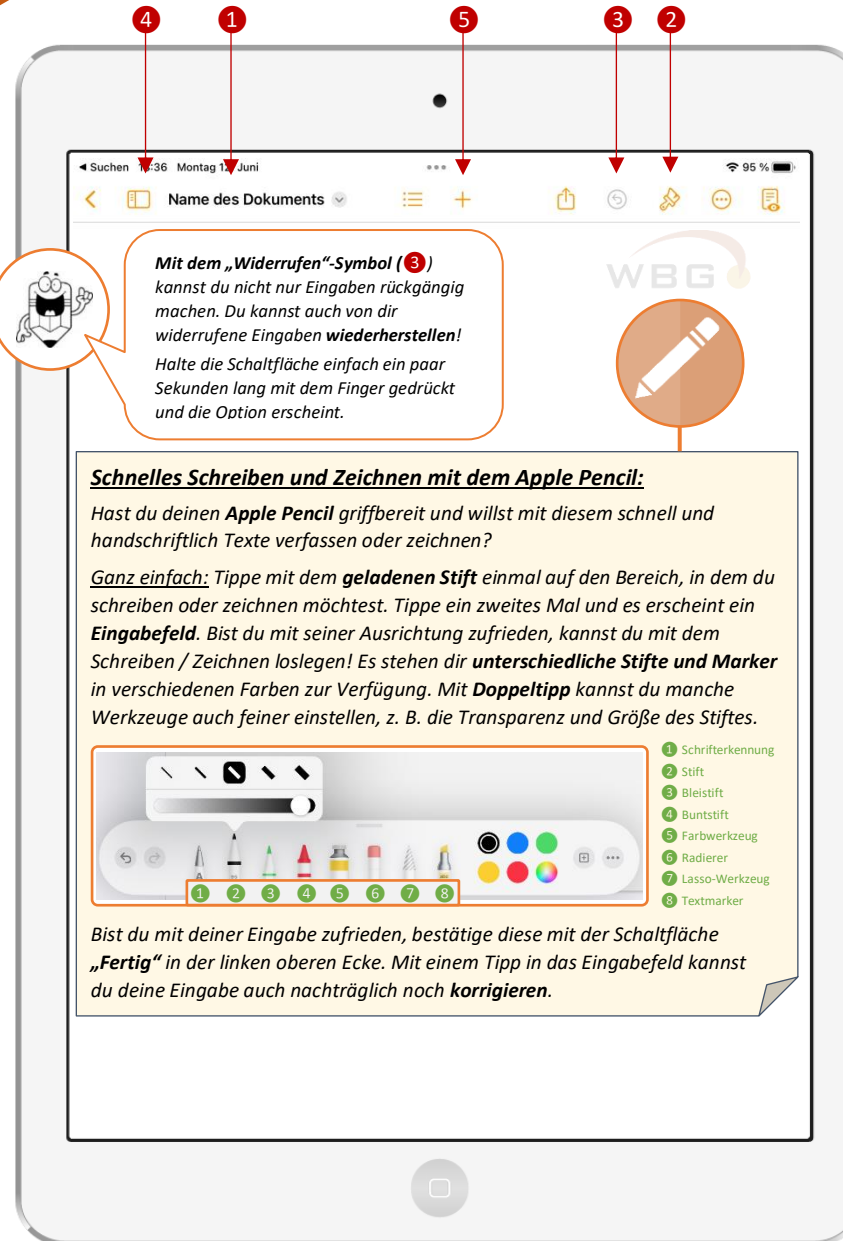 4 1 5 3 2
Suchen 36 Montag 12. Juni 95 %
Name des Dokuments
WBG
Mit dem „Widerrufen“-Symbol (3)
kannst du nicht nur Eingaben rückgängig
machen. Du kannst auch von dir
widerrufene Eingaben wiederherstellen!
Halte die Schaltfläche einfach ein paar
Sekunden lang mit dem Finger gedrückt
und die Option erscheint.
Schnelles Schreiben und Zeichnen mit dem Apple Pencil:
Hast du deinen Apple Pencil griffbereit und willst mit diesem schnell und
handschriftlich Texte verfassen oder zeichnen?
Ganz einfach: Tippe mit dem geladenen Stift einmal auf den Bereich, in dem du
schreiben oder zeichnen möchtest. Tippe ein zweites Mal und es erscheint ein
Eingabefeld. Bist du mit seiner Ausrichtung zufrieden, kannst du mit dem
Schreiben / Zeichnen loslegen! Es stehen dir unterschiedliche Stifte und Marker
in verschiedenen Farben zur Verfügung. Mit Doppeltipp kannst du manche
Werkzeuge auch feiner einstellen, z. B. die Transparenz und Größe des Stiftes.
1 Schrifterkennung
2 Stift
3 Bleistift
4 Buntstift
5 Farbwerkzeug
6 Radierer
7 Lasso-Werkzeug
8 Textmarker
A
1 2 3 4 5 6 7 8
Bist du mit deiner Eingabe zufrieden, bestätige diese mit der Schaltfläche
„Fertig“ in der linken oberen Ecke. Mit einem Tipp in das Eingabefeld kannst
du deine Eingabe auch nachträglich noch korrigieren.